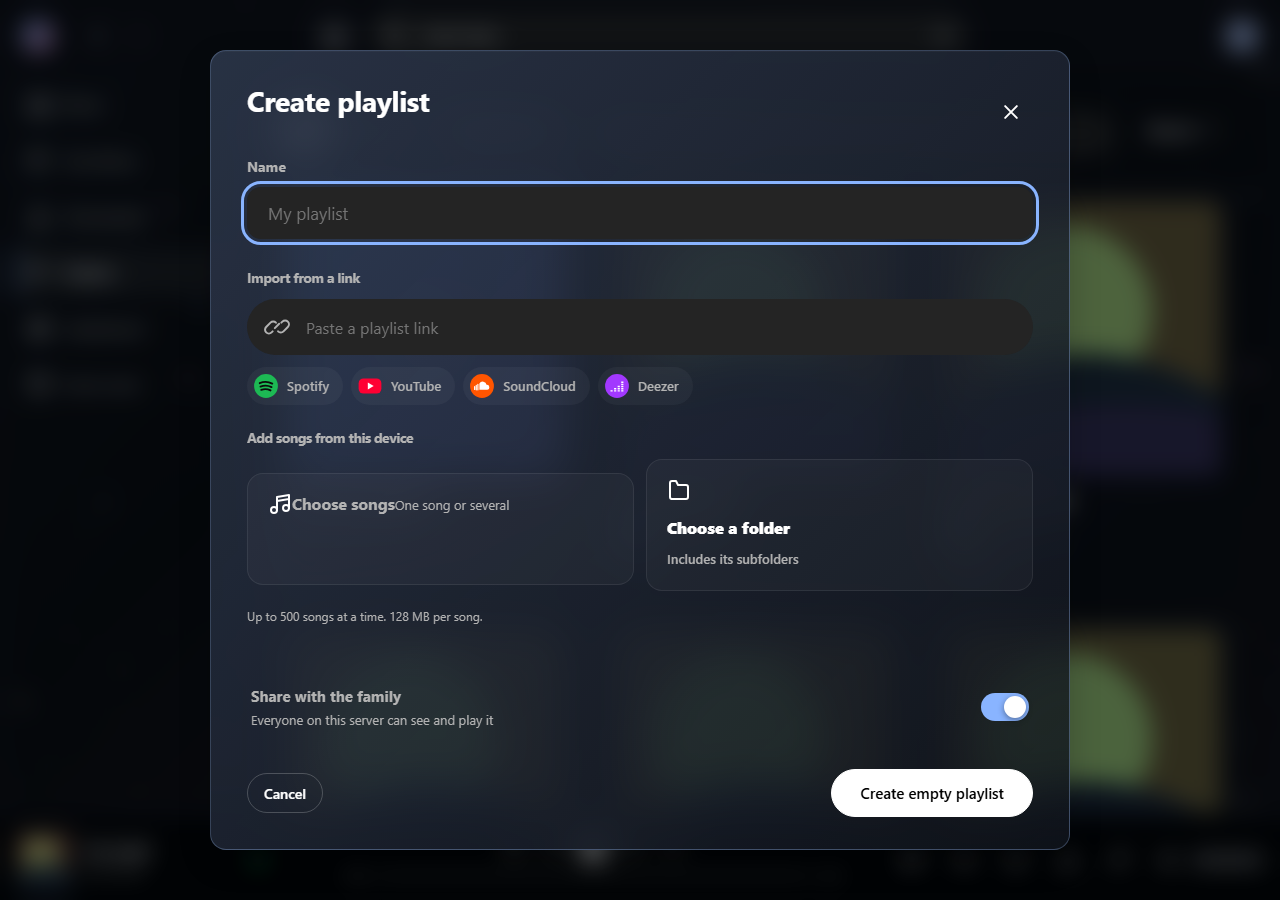 Create playlist
Name
My playlist
Import from a link
Paste a playlist link
Spotify YouTube SoundCloud Deezer
Add songs from this device
Choose songs One song or several
Choose a folder
Includes its subfolders
Up to 500 songs at a time. 128 MB per song.
Share with the family
Everyone on this server can see and play it
Cancel Create empty playlist